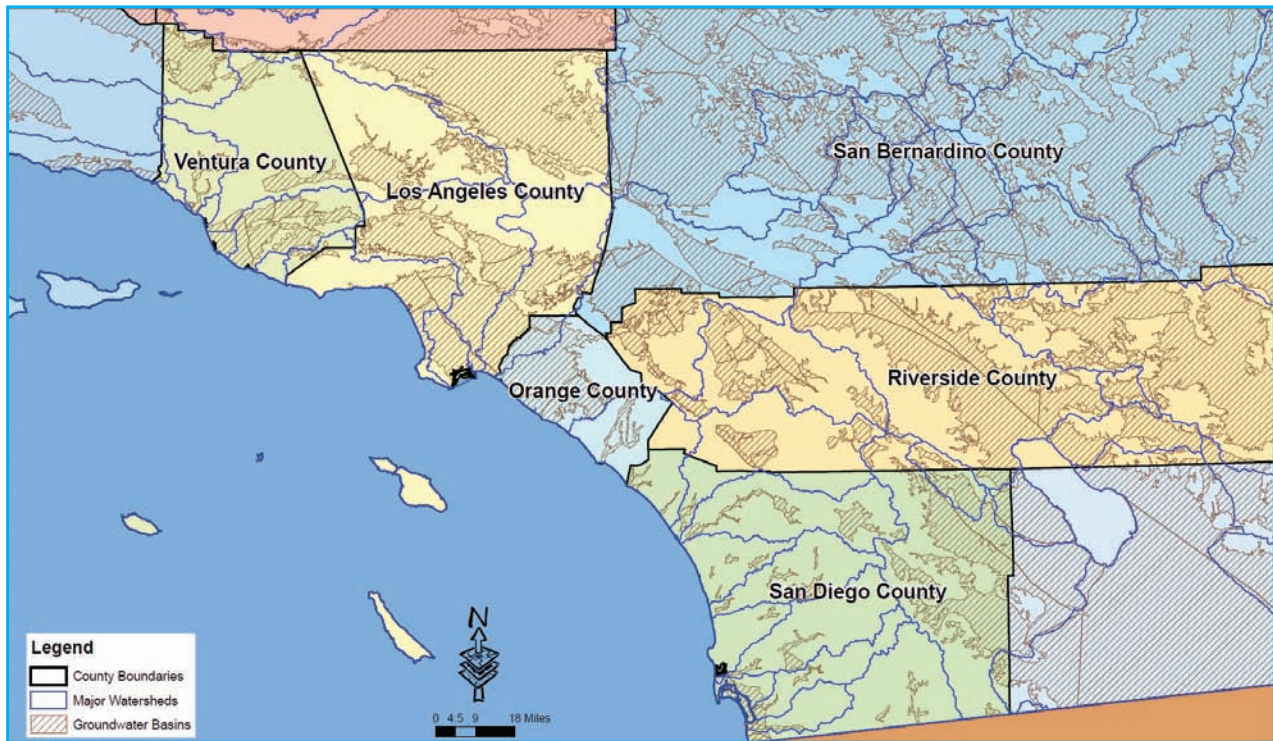 Ventura County
Los Angeles County
San Bernardino County
Orange County
Riverside County
San Diego County
N
Legend
County Boundaries
Major Watersheds
Groundwater Basins
0 4.5 9 18 Miles